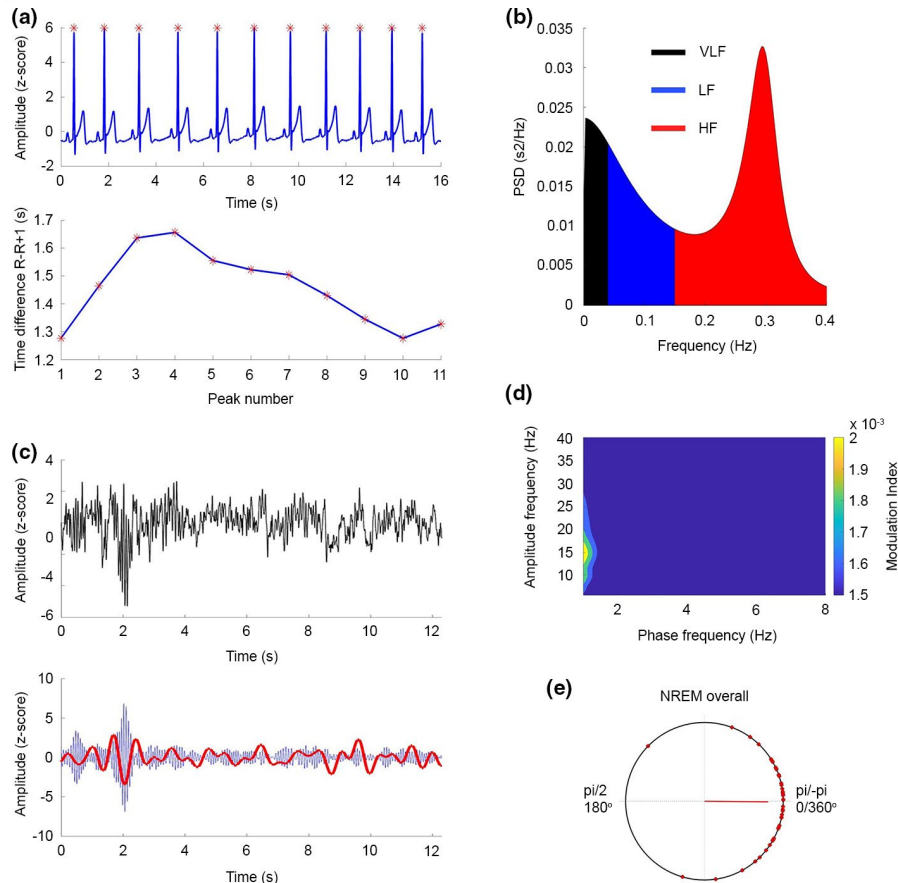 (a)
Amplitude (z-score)
6
4
2
0
-2
0 2 4 6 8 10 12 14 16
Time (s)
Time difference R-R+1 (s)
1.7
1.6
1.5
1.4
1.3
1.2
1 2 3 4 5 6 7 8 9 10 11
Peak number
(b)
PSD (s2/Hz)
0.035
0.03
0.025
0.02
0.015
0.01
0.005
0
VLF
LF
HF
0 0.1 0.2 0.3 0.4
Frequency (Hz)
(c)
Amplitude (z-score)
4
2
0
-4
-6
0 2 4 6 8 10 12
Time (s)
Amplitude (z-score)
10
5
0
-5
-10
0 2 4 6 8 10 12
Time (s)
(d)
Amplitude frequency (Hz)
40
35
30
25
20
15
10
2 4 6 8
Phase frequency (Hz)
x 10-3
2
1.9
1.8
1.7
1.6
1.5
Modulation Index
(e)
NREM overall
pi/2
180º
pi/-pi
0/360º